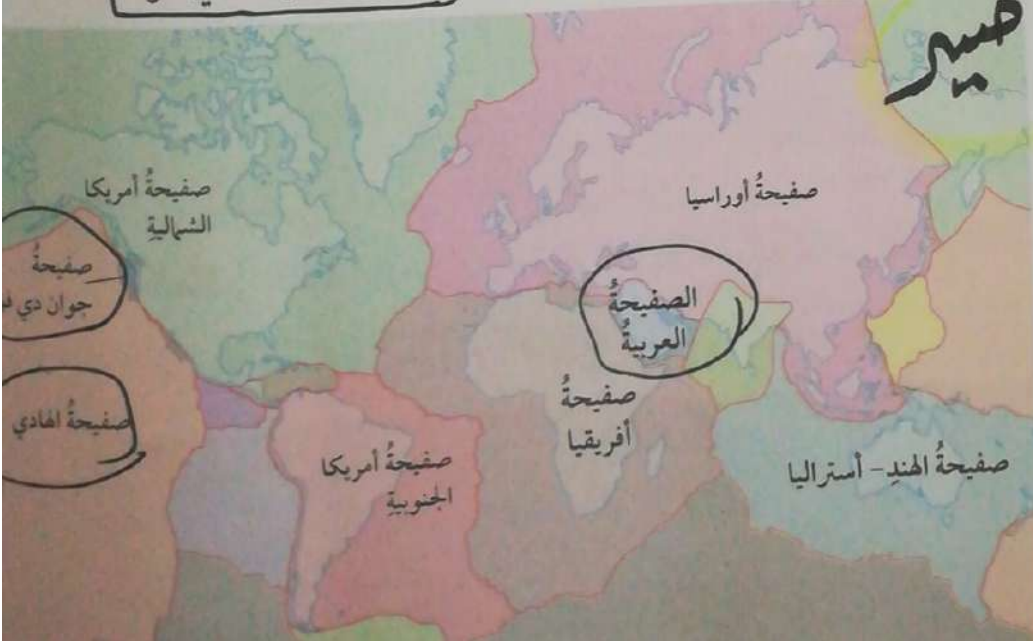 صبر
صفيحةُ أمريكا
الشماليةِ
صفيحةُ أوراسيا
صفيحةُ
جوان دي
الصفيحةُ
العربيةُ
صفيحةُ الهادي
صفيحةُ
أفريقيا
صفيحةُ أمريكا
الجنوبيةِ
صفيحةُ الهندِ - أستراليا